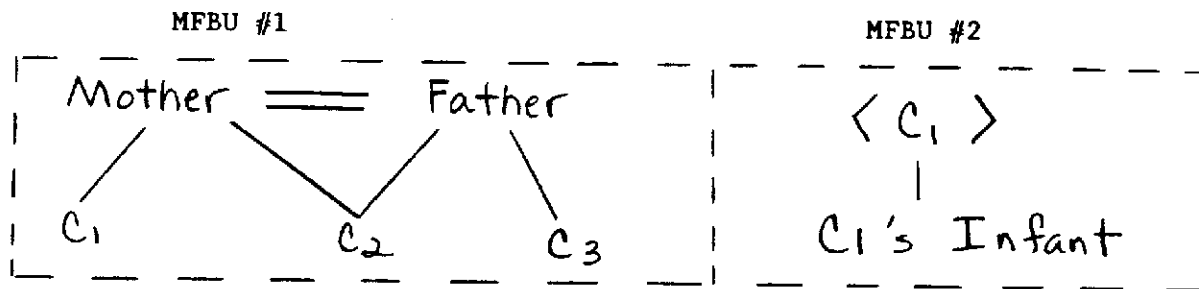 MFBU #1 MFBU #2
Mother Father < C1 >
C1 C2 C3 C1's Infant